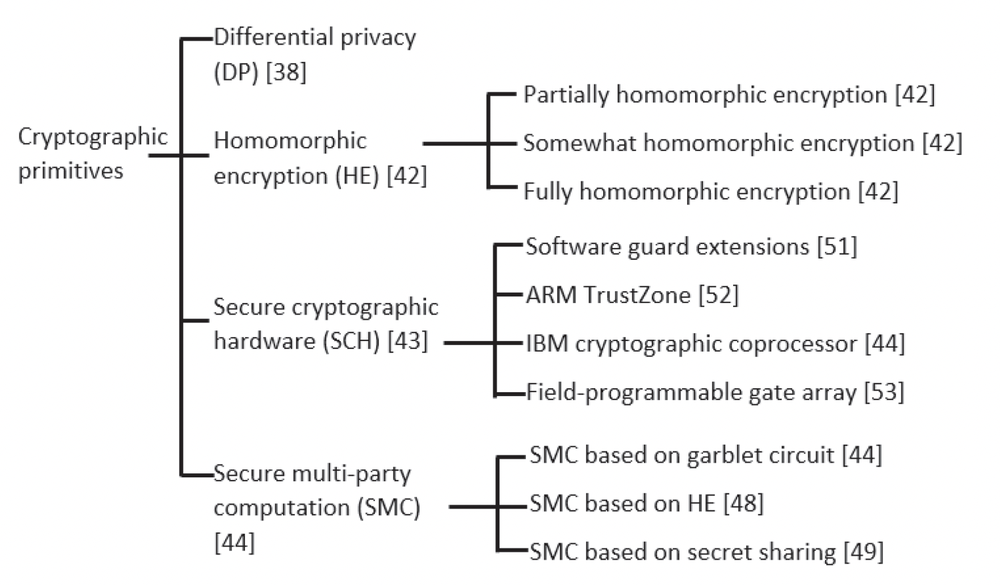 Cryptographic
primitives
Differential privacy
(DP) [38]
Homomorphic
encryption (HE) [42]
Partially homomorphic encryption [42]
Somewhat homomorphic encryption [42]
Fully homomorphic encryption [42]
Secure cryptographic
hardware (SCH) [43]
Software guard extensions [51]
ARM TrustZone [52]
IBM cryptographic coprocessor [44]
Field-programmable gate array [53]
Secure multi-party
computation (SMC)
[44]
SMC based on garblet circuit [44]
SMC based on HE [48]
SMC based on secret sharing [49]